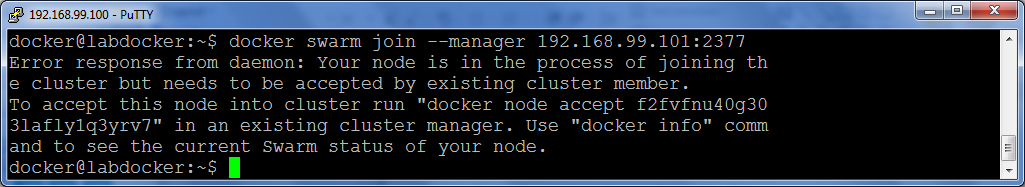 192.168.99.100 - PuTTY
docker@labdocker:~$ docker swarm join --manager 192.168.99.101:2377
Error response from daemon: Your node is in the process of joining th
e cluster but needs to be accepted by existing cluster member.
To accept this node into cluster run "docker node accept f2fvfnu40g30
3lafly1q3yrv7" in an existing cluster manager. Use "docker info" comm
and to see the current Swarm status of your node.
docker@labdocker:~$